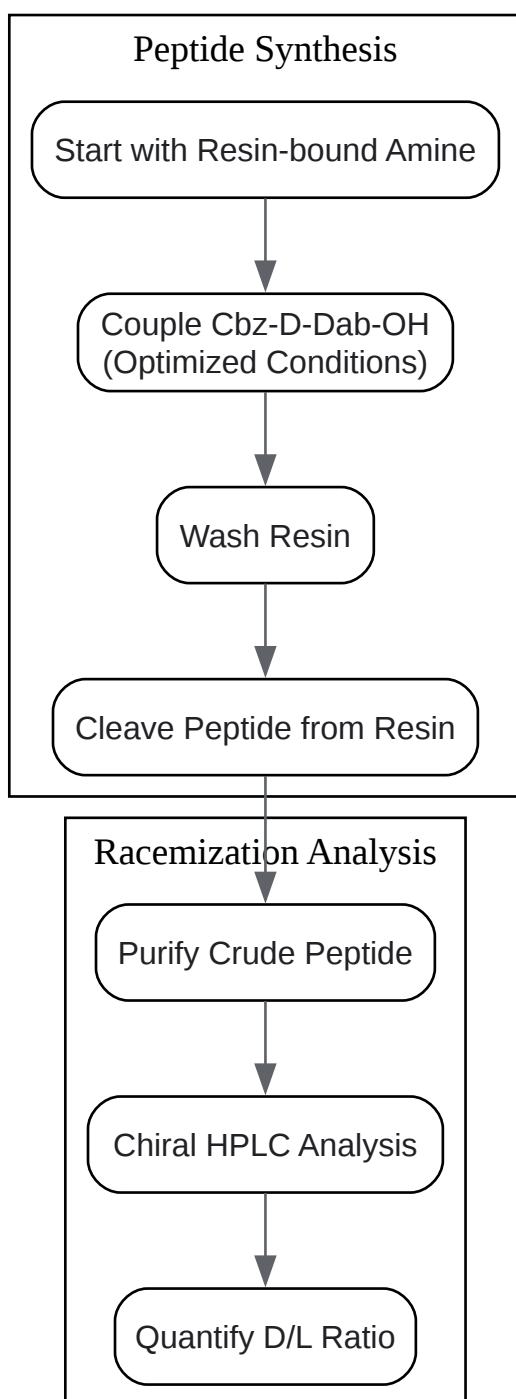 Peptide Synthesis
Start with Resin-bound Amine
Couple Cbz-D-Dab-OH
(Optimized Conditions)
Wash Resin
Cleave Peptide from Resin
Racemization Analysis
Purify Crude Peptide
Chiral HPLC Analysis
Quantify D/L Ratio